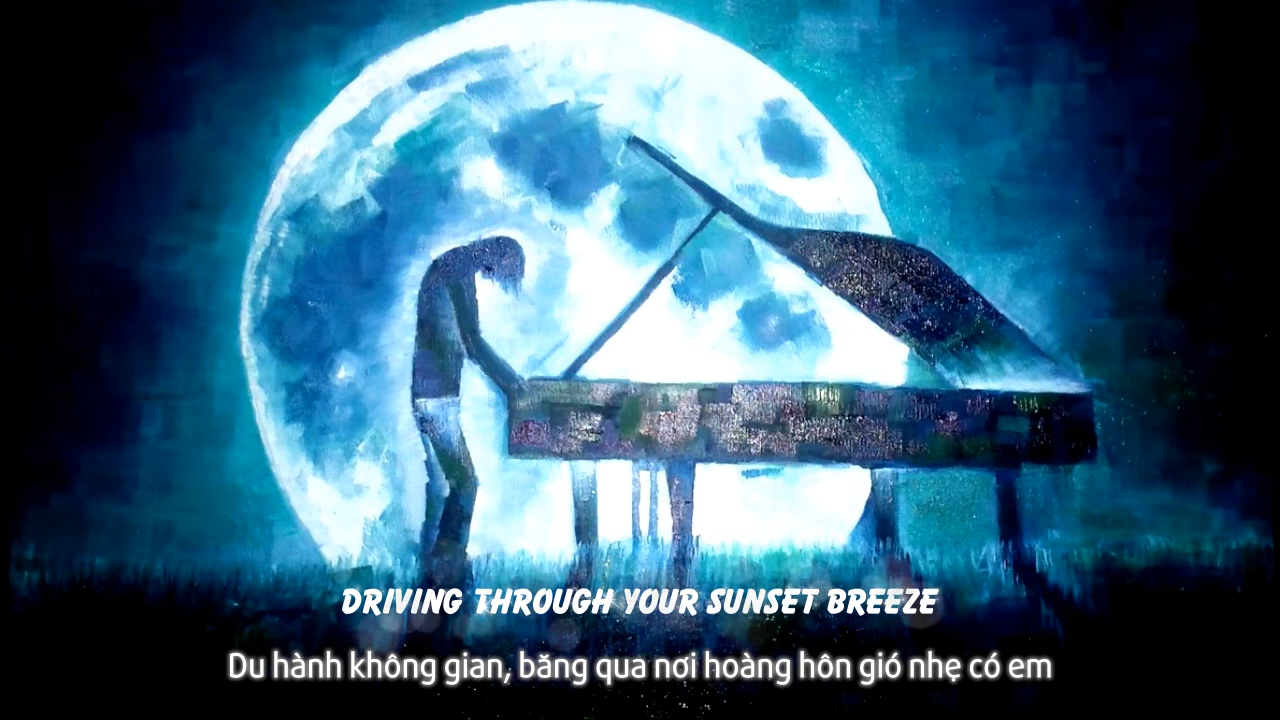 DRIVING THROUGH YOUR SUNSET BREEZE
Du hành không gian, băng qua nơi hoàng hôn gió nhẹ có em